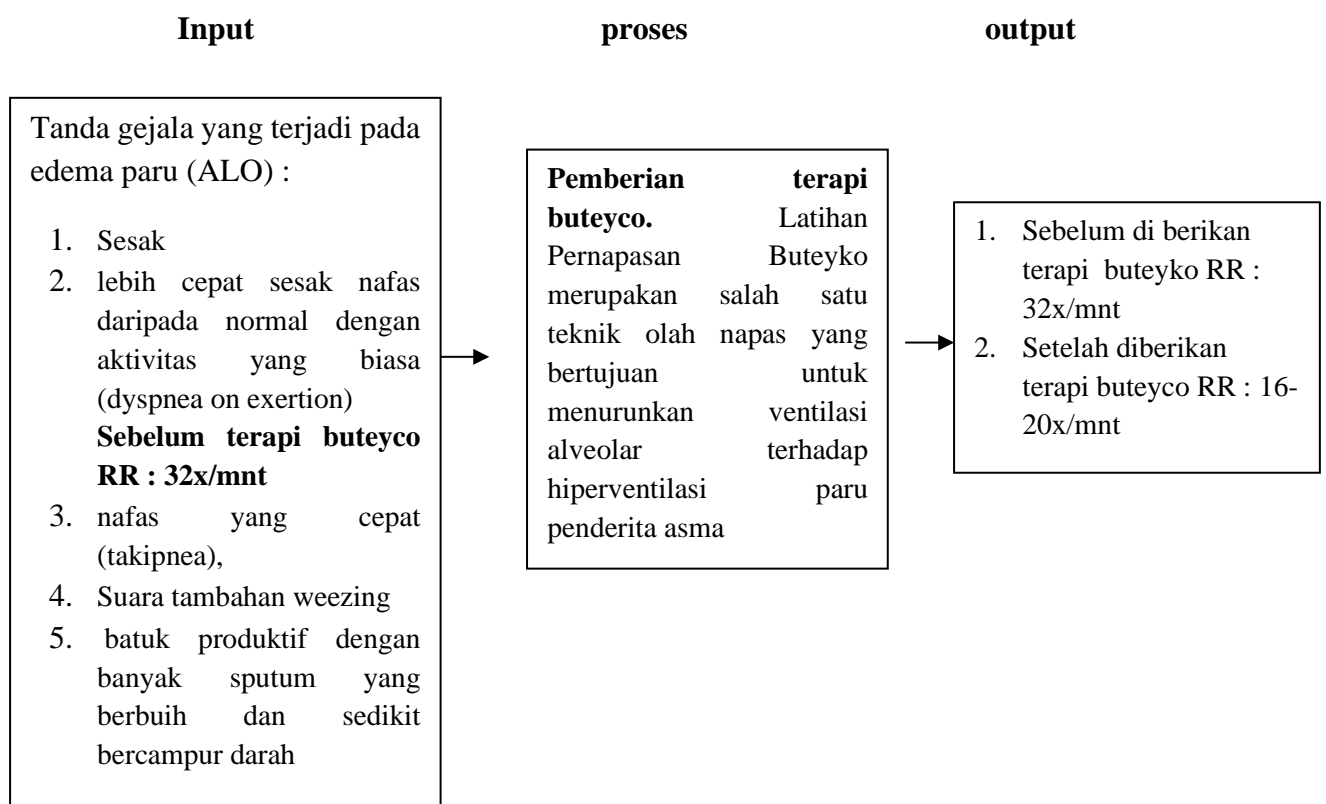 Input proses output
Tanda gejala yang terjadi pada
edema paru (ALO) :
1. Sesak
2. lebih cepat sesak nafas
daripada normal dengan
aktivitas yang biasa
(dyspnea on exertion)
Sebelum terapi buteyco
RR : 32x/mnt
3. nafas yang cepat
(takipnea),
4. Suara tambahan weezing
5. batuk produktif dengan
banyak sputum yang
berbuih dan sedikit
bercampur darah
Pemberian terapi
buteyco. Latihan
Pernapasan Buteyko
merupakan salah satu
teknik olah napas yang
bertujuan untuk
menurunkan ventilasi
alveolar terhadap
hiperventilasi paru
penderita asma
1. Sebelum di berikan
terapi buteyko RR :
32x/mnt
2. Setelah diberikan
terapi buteyco RR : 16-
20x/mnt